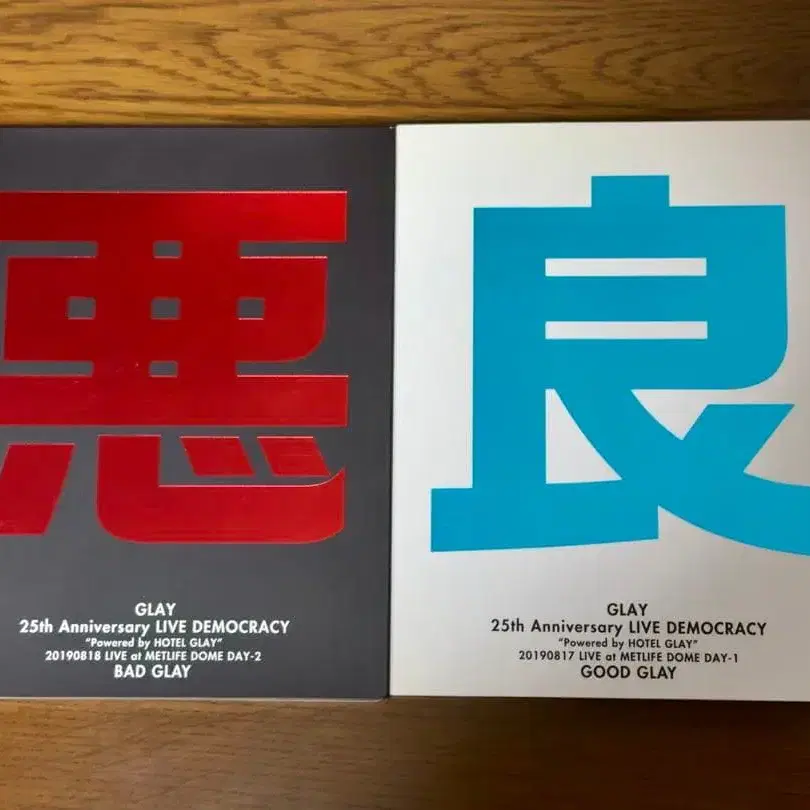 悪
GLAY
25th Anniversary LIVE DEMOCRACY
“Powered by HOTEL GLAY”
20190818 LIVE at METLIFE DOME DAY-2
BAD GLAY
良
GLAY
25th Anniversary LIVE DEMOCRACY
“Powered by HOTEL GLAY”
20190817 LIVE at METLIFE DOME DAY-1
GOOD GLAY